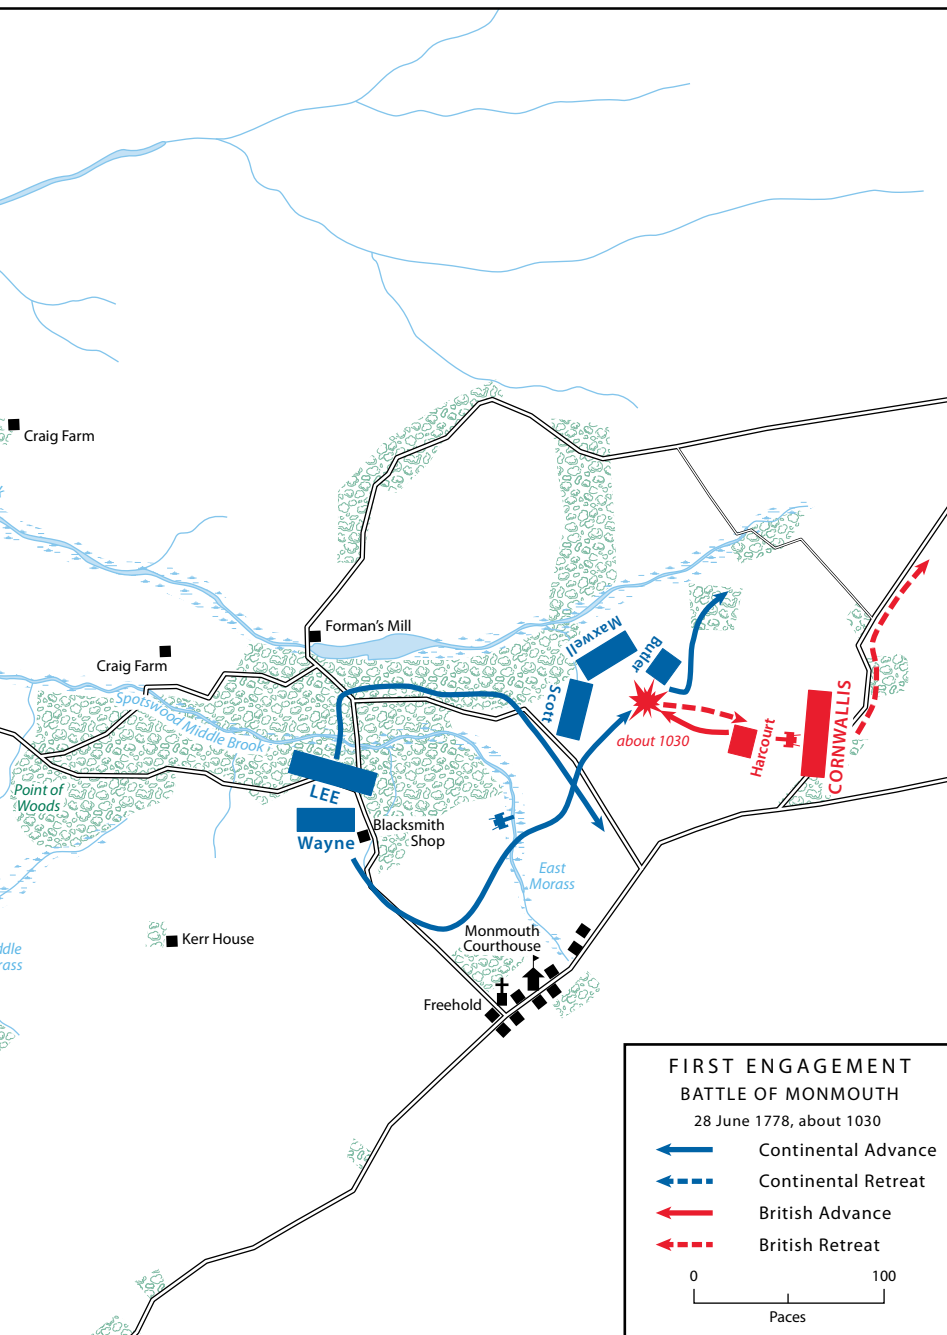 Craig Farm
Forman's Mill
Craig Farm
Maxwell
Butler
Scott
about 1030
Harcourt
CORNWALLIS
Spotswood Middle Brook
Point of
Woods
LEE
Wayne
Blacksmith
Shop
East
Morass
Kerr House
Monmouth
Courthouse
Freehold
FIRST ENGAGEMENT
BATTLE OF MONMOUTH
28 June 1778, about 1030
Continental Advance
Continental Retreat
British Advance
British Retreat
0 100
Paces